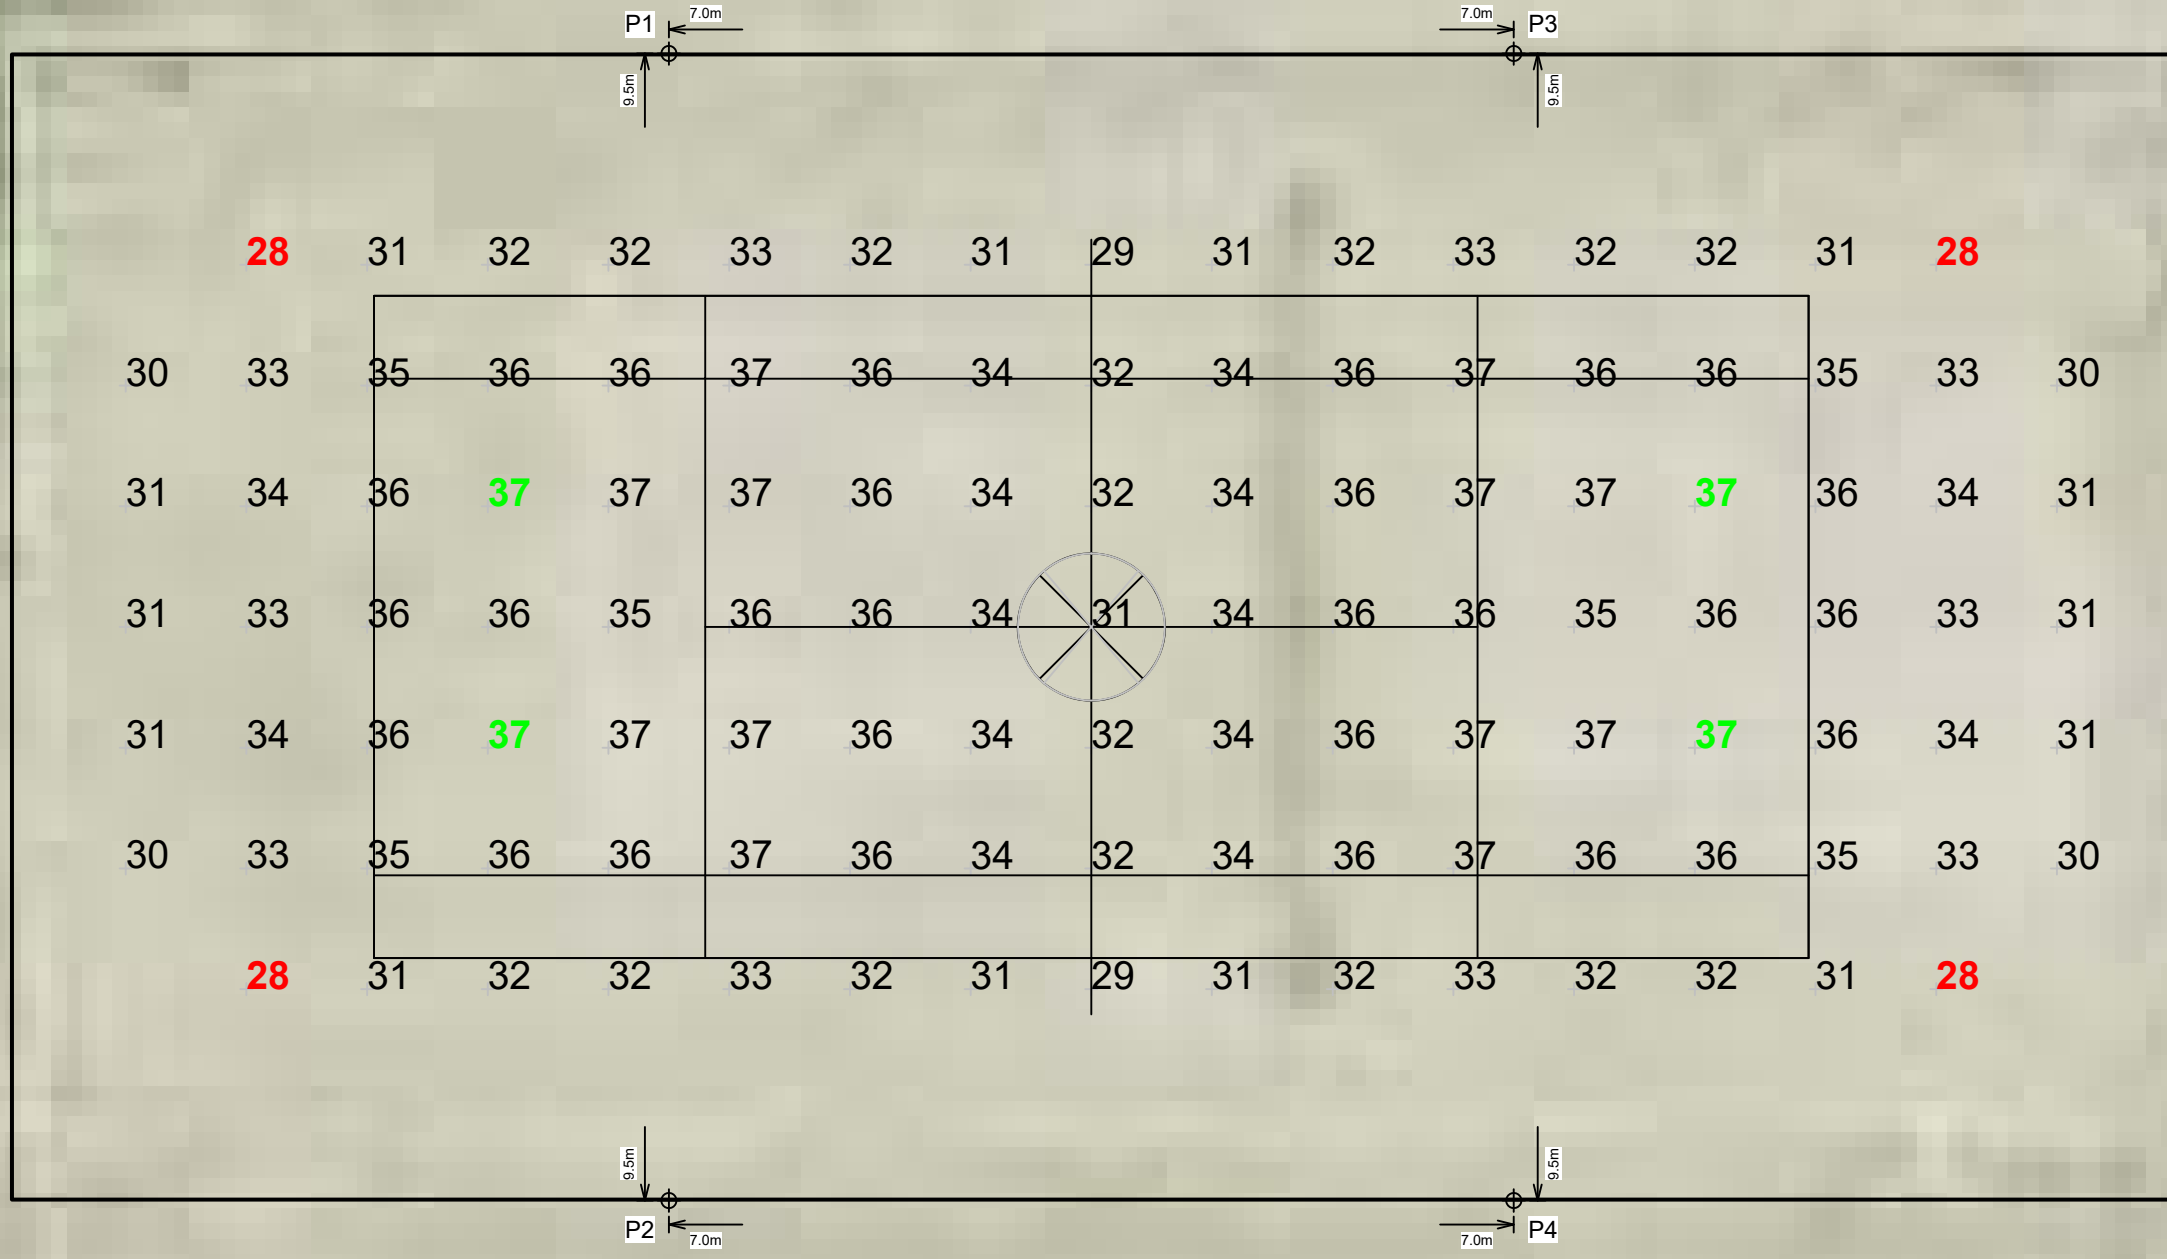 P1 7.0m 7.0m P3
9.5m 9.5m
28 31 32 32 33 32 31 29 31 32 33 32 32 31 28
30 33 35 36 36 37 36 34 32 34 36 37 36 36 35 33 30
31 34 36 37 37 37 36 34 32 34 36 37 37 37 36 34 31
31 33 36 36 35 36 36 34 31 34 36 36 35 36 36 33 31
31 34 36 37 37 37 36 34 32 34 36 37 37 37 36 34 31
30 33 35 36 36 37 36 34 32 34 36 37 36 36 35 33 30
28 31 32 32 33 32 31 29 31 32 33 32 32 31 28
9.5m 9.5m
P2 7.0m 7.0m P4